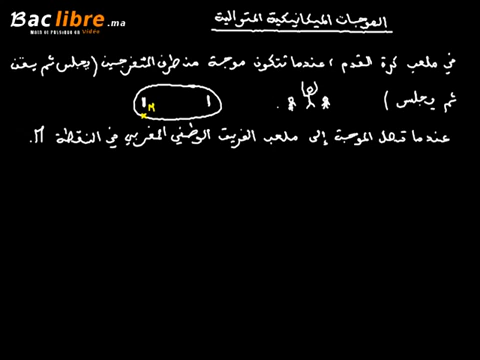 Bac libre.ma
الموجات الميكانيكية المتوالية
في ملعب كرة القدم ، عندما تتكون موجة من طرف المتفرجين (يجلس ثم يقف
ثم يجلس )
M
عندما تصل الموجة إلى ملعب الفريق الوطني المغربي في النقطة M.